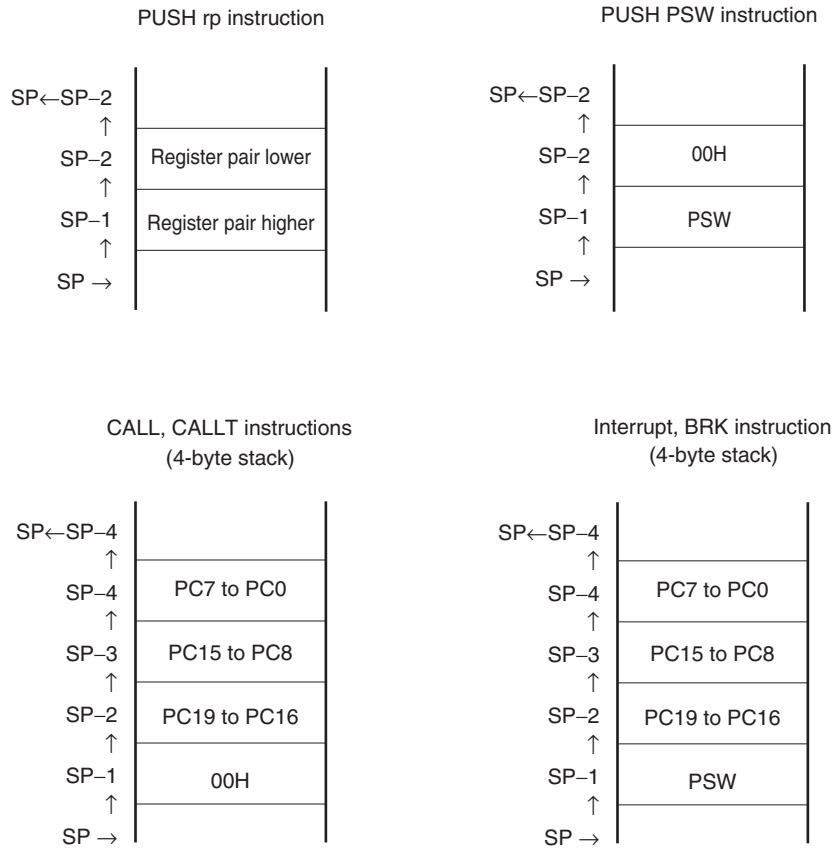 PUSH rp instruction
SP←SP–2
↑
SP–2
↑
SP–1
↑
SP →
Register pair lower
Register pair higher
PUSH PSW instruction
SP←SP–2
↑
SP–2
↑
SP–1
↑
SP →
00H
PSW
CALL, CALLT instructions
(4-byte stack)
SP←SP–4
↑
SP–4
↑
SP–3
↑
SP–2
↑
SP–1
↑
SP →
PC7 to PC0
PC15 to PC8
PC19 to PC16
00H
Interrupt, BRK instruction
(4-byte stack)
SP←SP–4
↑
SP–4
↑
SP–3
↑
SP–2
↑
SP–1
↑
SP →
PC7 to PC0
PC15 to PC8
PC19 to PC16
PSW